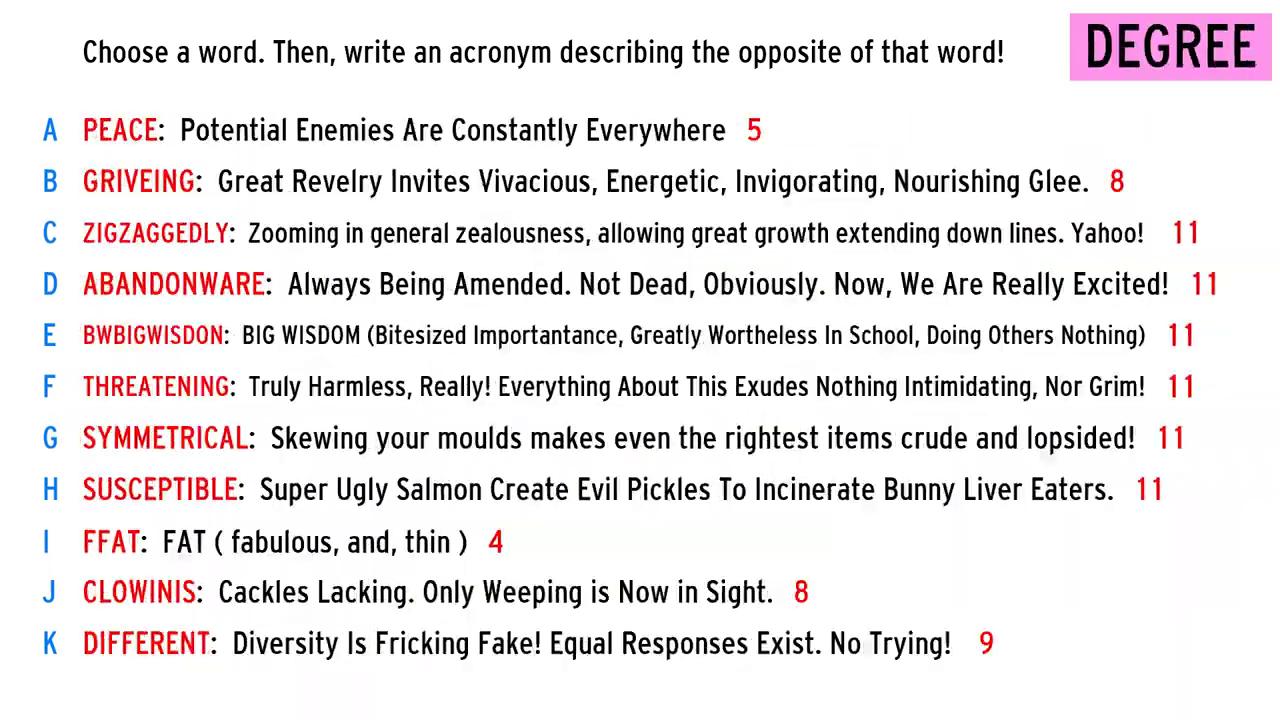 Choose a word. Then, write an acronym describing the opposite of that word!
DEGREE
A PEACE: Potential Enemies Are Constantly Everywhere 5
B GRIVEING: Great Revelry Invites Vivacious, Energetic, Invigorating, Nourishing Glee. 8
C ZIGZAGGEDLY: Zooming in general zealousness, allowing great growth extending down lines. Yahoo! 11
D ABANDONWARE: Always Being Amended. Not Dead, Obviously. Now, We Are Really Excited! 11
E BWBIGWISDON: BIG WISDOM (Bitesized Importantance, Greatly Wortheless In School, Doing Others Nothing) 11
F THREATENING: Truly Harmless, Really! Everything About This Exudes Nothing Intimidating, Nor Grim! 11
G SYMMETRICAL: Skewing your moulds makes even the rightest items crude and lopsided! 11
H SUSCEPTIBLE: Super Ugly Salmon Create Evil Pickles To Incinerate Bunny Liver Eaters. 11
I FFAT: FAT ( fabulous, and, thin ) 4
J CLOWINIS: Cackles Lacking. Only Weeping is Now in Sight. 8
K DIFFERENT: Diversity Is Fricking Fake! Equal Responses Exist. No Trying! 9